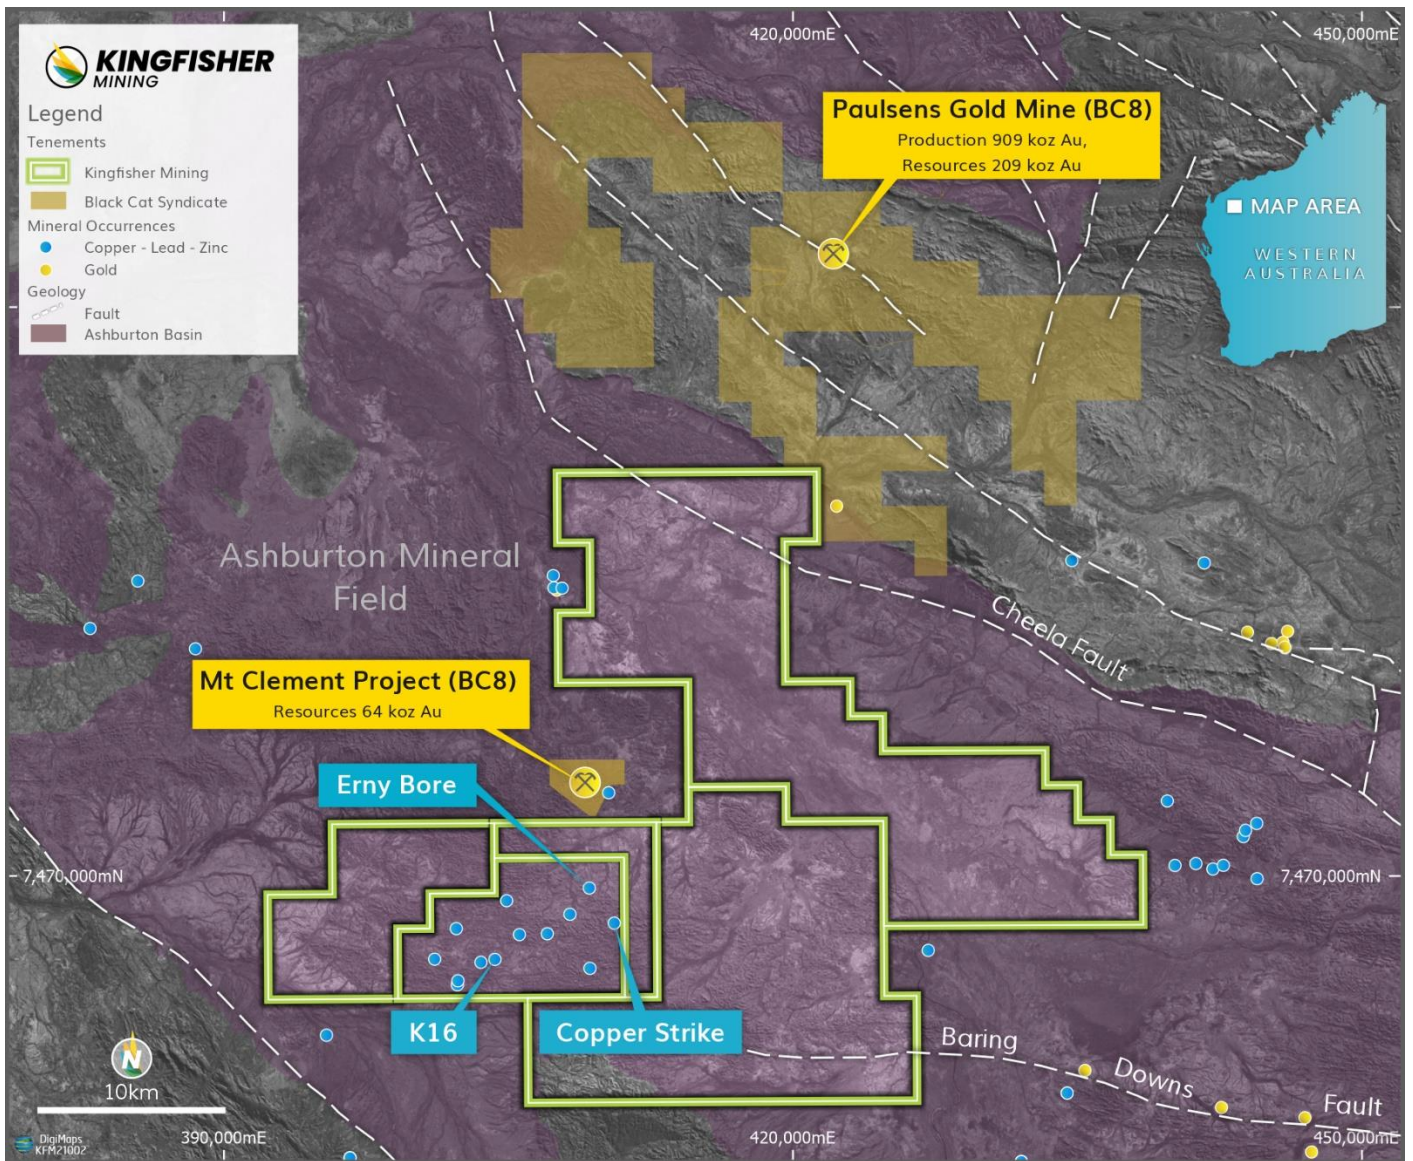 420,000mE
450,000mE
KINGFISHER
MINING
Legend
Tenements
Kingfisher Mining
Black Cat Syndicate
Mineral Occurrences
Copper - Lead - Zinc
Gold
Geology
Fault
Ashburton Basin
Paulsens Gold Mine (BC8)
Production 909 koz Au,
Resources 209 koz Au
MAP AREA
WESTERN
AUSTRALIA
Ashburton Mineral
Field
Cheela Fault
Mt Clement Project (BC8)
Resources 64 koz Au
Erny Bore
7,470,000mN
7,470,000mN
K16
Copper Strike
Baring
Downs
Fault
N
10km
DigiMaps
KFM21002
390,000mE
420,000mE
450,000mE